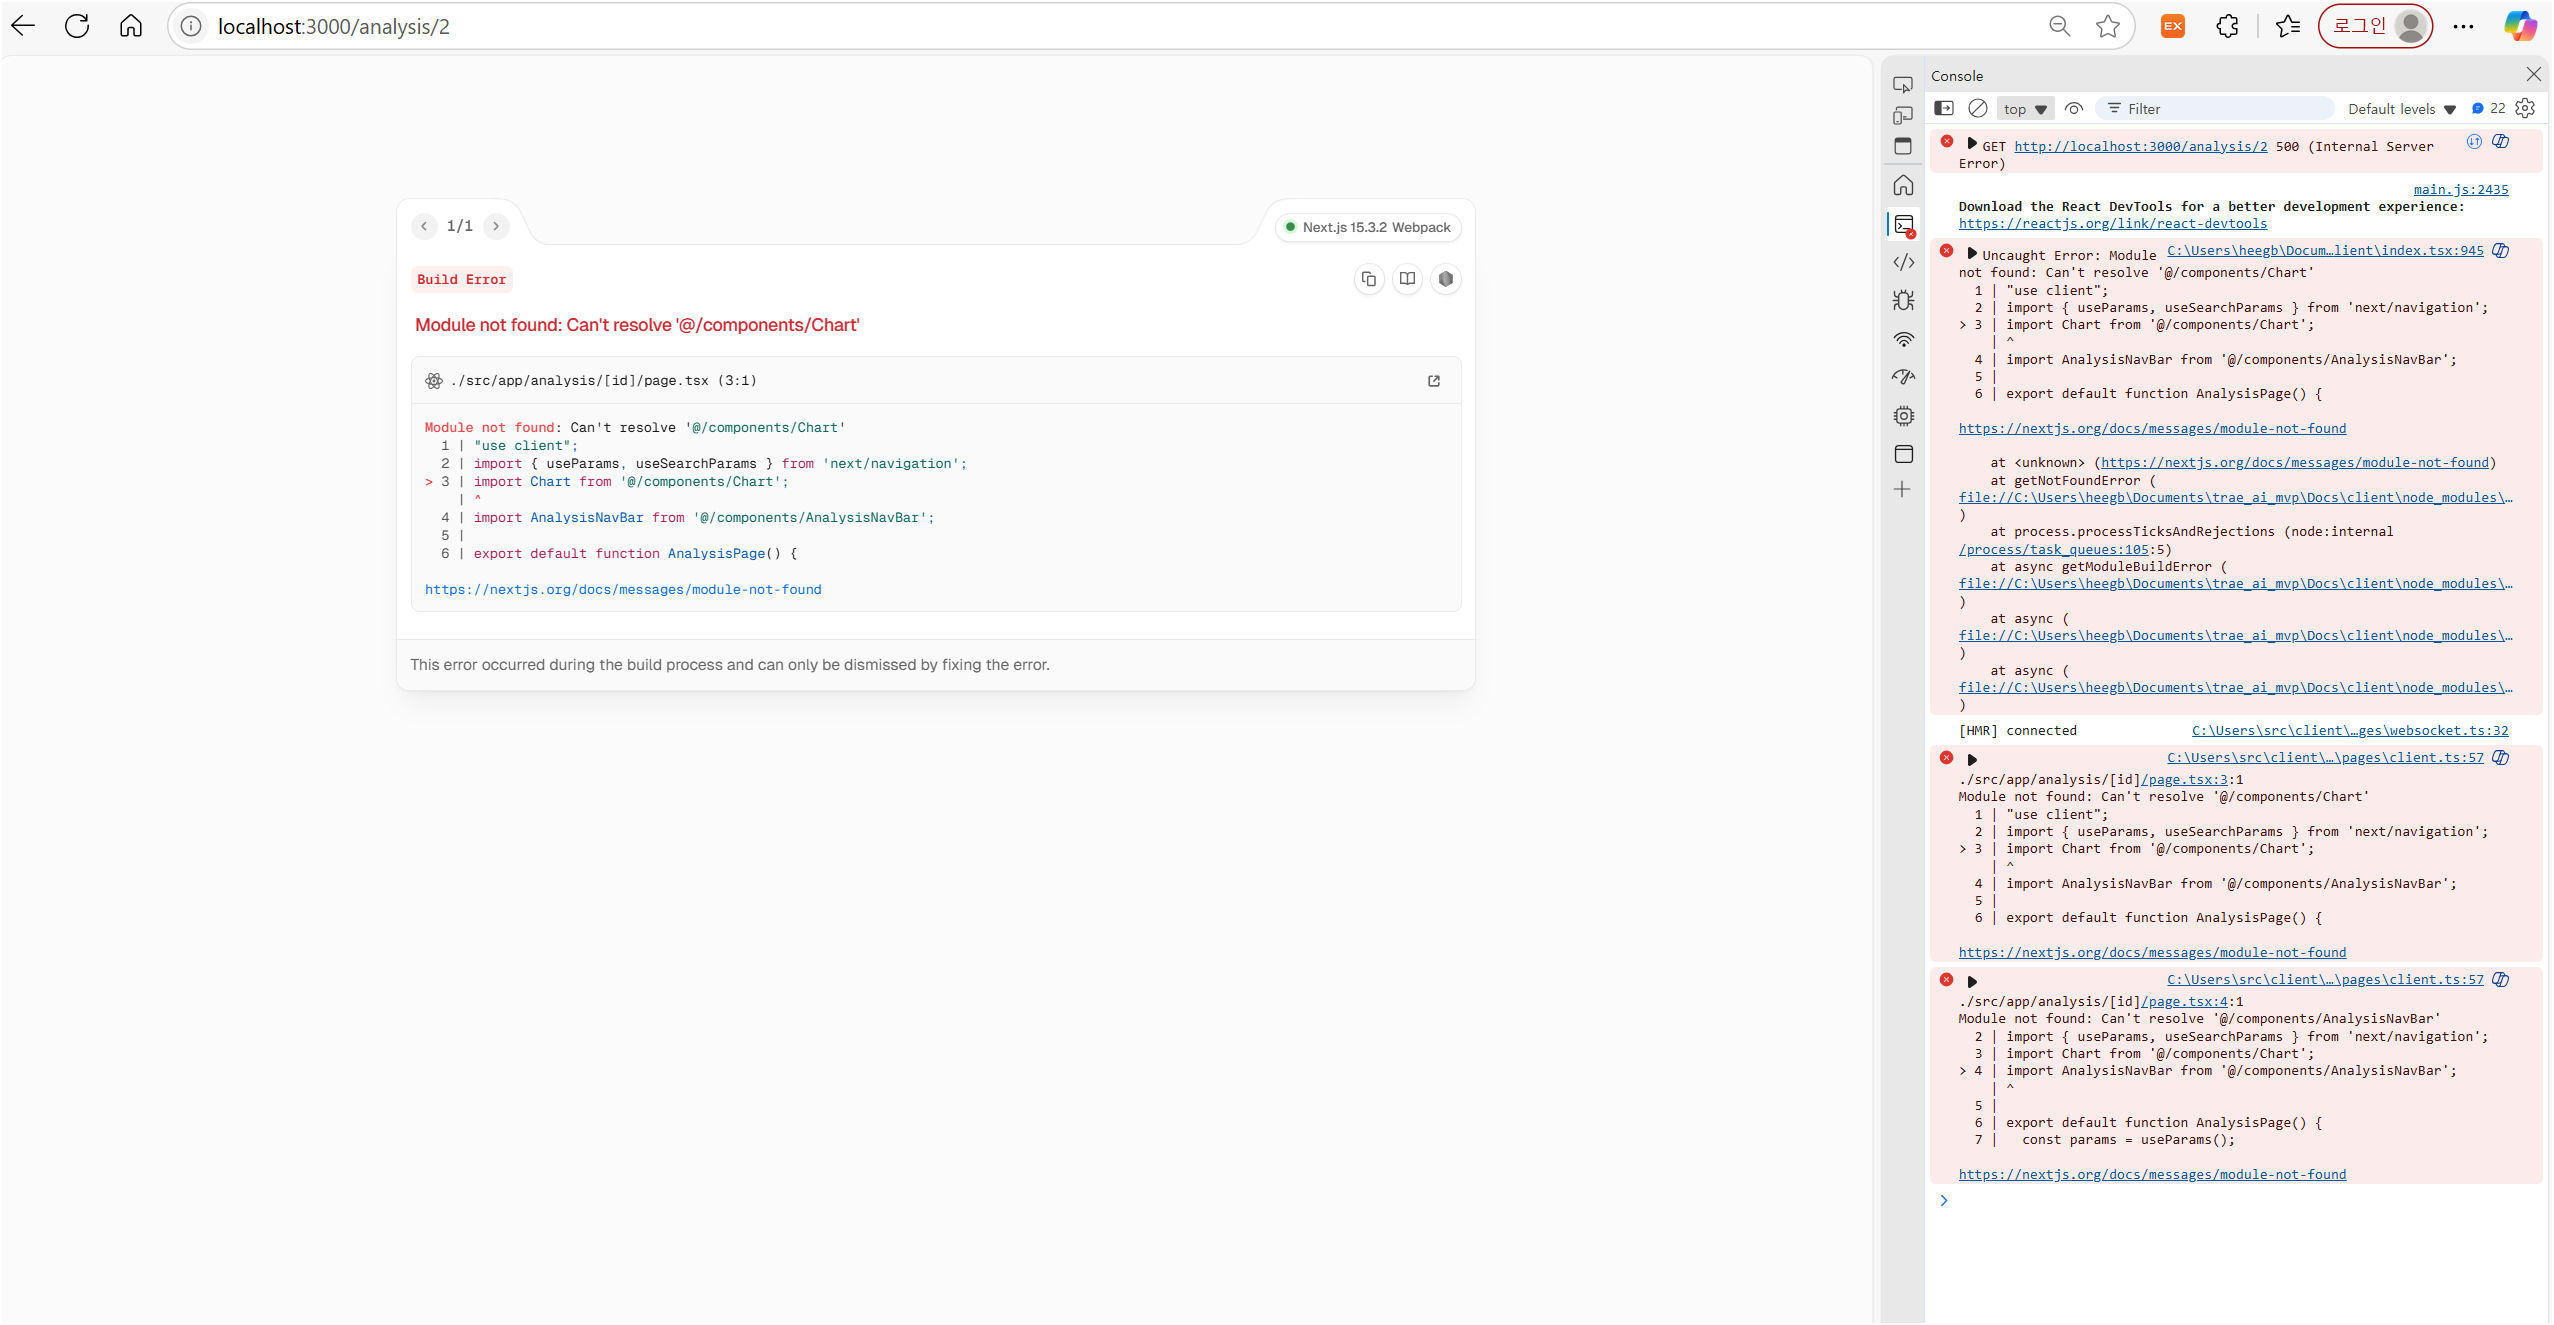 localhost:3000/analysis/2
EX
로그인
1/1
Next.js 15.3.2 Webpack
Build Error
Module not found: Can't resolve '@/components/Chart'
./src/app/analysis/[id]/page.tsx (3:1)
Module not found: Can't resolve '@/components/Chart'
1 | "use client";
2 | import { useParams, useSearchParams } from 'next/navigation';
> 3 | import Chart from '@/components/Chart';
| ^
4 | import AnalysisNavBar from '@/components/AnalysisNavBar';
5 |
6 | export default function AnalysisPage() {
https://nextjs.org/docs/messages/module-not-found
This error occurred during the build process and can only be dismissed by fixing the error.
Console
top
Filter
Default levels
22
GET http://localhost:3000/analysis/2 500 (Internal Server
Error)
main.js:2435
Download the React DevTools for a better development experience:
https://reactjs.org/link/react-devtools
Uncaught Error: Module C:\Users\heegb\Docum…lient\index.tsx:945
not found: Can't resolve '@/components/Chart'
1 | "use client";
2 | import { useParams, useSearchParams } from 'next/navigation';
> 3 | import Chart from '@/components/Chart';
| ^
4 | import AnalysisNavBar from '@/components/AnalysisNavBar';
5 |
6 | export default function AnalysisPage() {
https://nextjs.org/docs/messages/module-not-found
at <unknown> (https://nextjs.org/docs/messages/module-not-found)
at getNotFoundError (
file://C:\Users\heegb\Documents\trae_ai_mvp\Docs\client\node_modules\…
)
at process.processTicksAndRejections (node:internal
/process/task_queues:105:5)
at async getModuleBuildError (
file://C:\Users\heegb\Documents\trae_ai_mvp\Docs\client\node_modules\…
)
at async (
file://C:\Users\heegb\Documents\trae_ai_mvp\Docs\client\node_modules\…
)
at async (
file://C:\Users\heegb\Documents\trae_ai_mvp\Docs\client\node_modules\…
)
[HMR] connected C:\Users\src\client\…ges\websocket.ts:32
C:\Users\src\client\…\pages\client.ts:57
./src/app/analysis/[id]/page.tsx:3:1
Module not found: Can't resolve '@/components/Chart'
1 | "use client";
2 | import { useParams, useSearchParams } from 'next/navigation';
> 3 | import Chart from '@/components/Chart';
| ^
4 | import AnalysisNavBar from '@/components/AnalysisNavBar';
5 |
6 | export default function AnalysisPage() {
https://nextjs.org/docs/messages/module-not-found
C:\Users\src\client\…\pages\client.ts:57
./src/app/analysis/[id]/page.tsx:4:1
Module not found: Can't resolve '@/components/AnalysisNavBar'
2 | import { useParams, useSearchParams } from 'next/navigation';
3 | import Chart from '@/components/Chart';
> 4 | import AnalysisNavBar from '@/components/AnalysisNavBar';
| ^
5 |
6 | export default function AnalysisPage() {
7 | const params = useParams();
https://nextjs.org/docs/messages/module-not-found